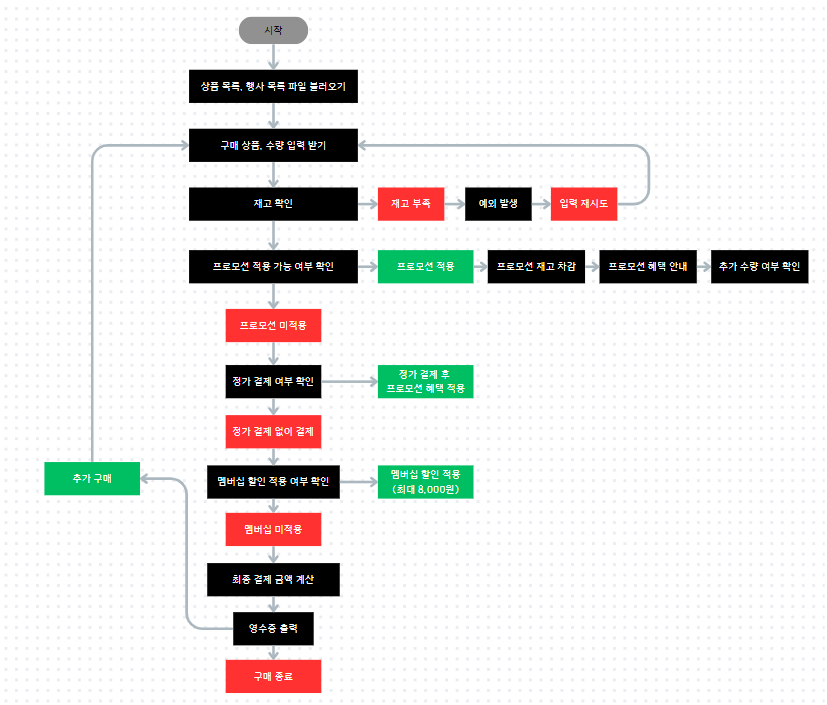 시작
상품 목록, 행사 목록 파일 불러오기
구매 상품, 수량 입력 받기
재고 확인
재고 부족
예외 발생
입력 재시도
프로모션 적용 가능 여부 확인
프로모션 적용
프로모션 재고 차감
프로모션 혜택 안내
추가 수량 여부 확인
프로모션 미적용
정가 결제 여부 확인
정가 결제 후
프로모션 혜택 적용
정가 결제 없이 결제
멤버십 할인 적용 여부 확인
멤버십 할인 적용
(최대 8,000원)
추가 구매
멤버십 미적용
최종 결제 금액 계산
영수증 출력
구매 종료